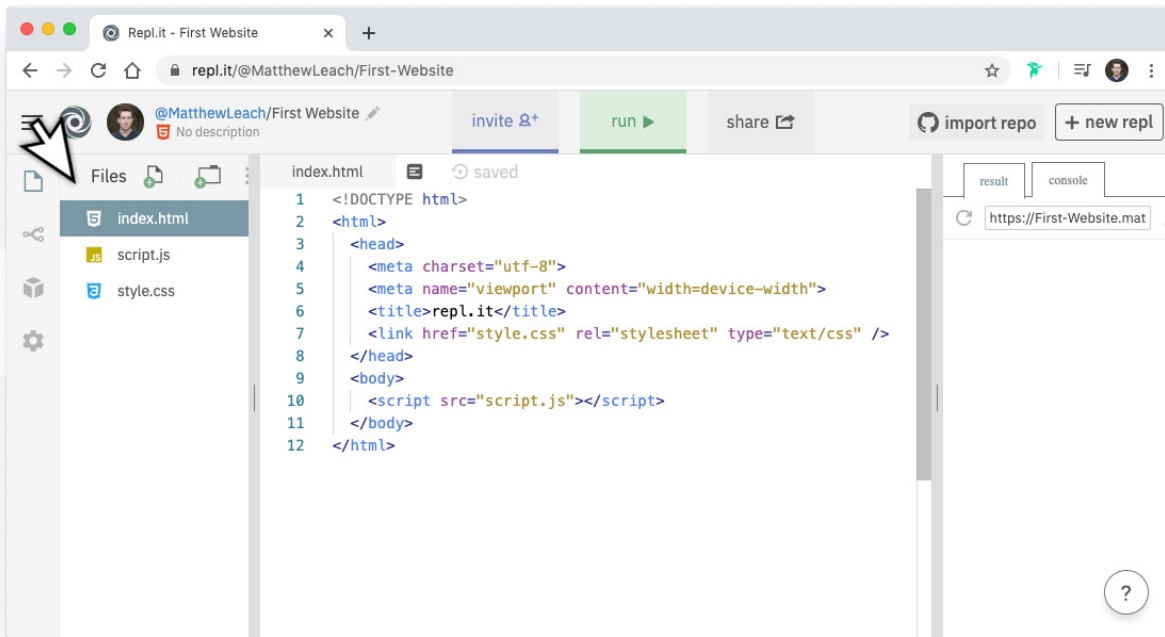 Repl.it - First Website
repl.it/@MatthewLeach/First-Website
@MatthewLeach/First Website
No description
invite
run
share
import repo
+ new repl
Files
index.html
script.js
style.css
index.html
saved
1 <!DOCTYPE html>
2 <html>
3 <head>
4 <meta charset="utf-8">
5 <meta name="viewport" content="width=device-width">
6 <title>repl.it</title>
7 <link href="style.css" rel="stylesheet" type="text/css" />
8 </head>
9 <body>
10 <script src="script.js"></script>
11 </body>
12 </html>
result
console
https://First-Website.mat
?